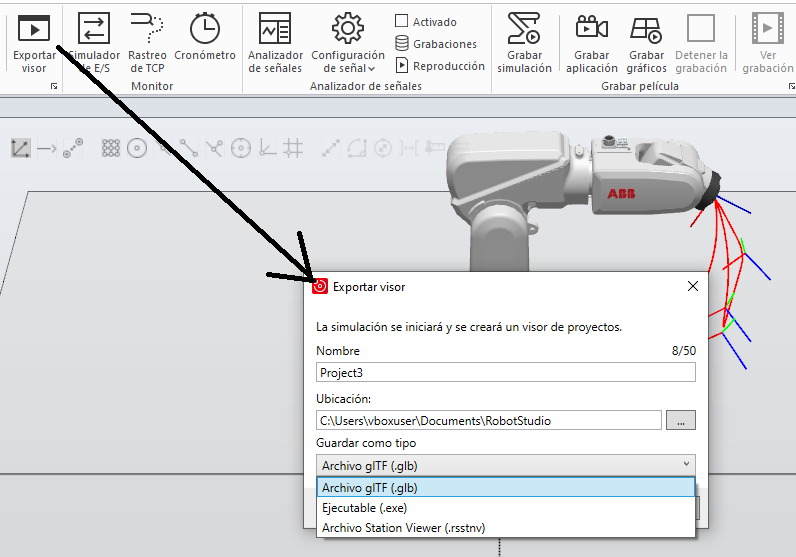 Exportar
visor
Simulador
de E/S
Rastreo
de TCP
Cronómetro
Monitor
Analizador
de señales
Configuración
de señal
Activado
Grabaciones
Reproducción
Analizador de señales
Grabar
simulación
Grabar
aplicación
Grabar
gráficos
Detener la
grabación
Grabar película
Ver
grabación
ABB
Exportar visor
La simulación se iniciará y se creará un visor de proyectos.
Nombre 8/50
Project3
Ubicación:
C:\Users\vboxuser\Documents\RobotStudio
...
Guardar como tipo
Archivo glTF (.glb)
Archivo glTF (.glb)
Ejecutable (.exe)
Archivo Station Viewer (.rsstnv)